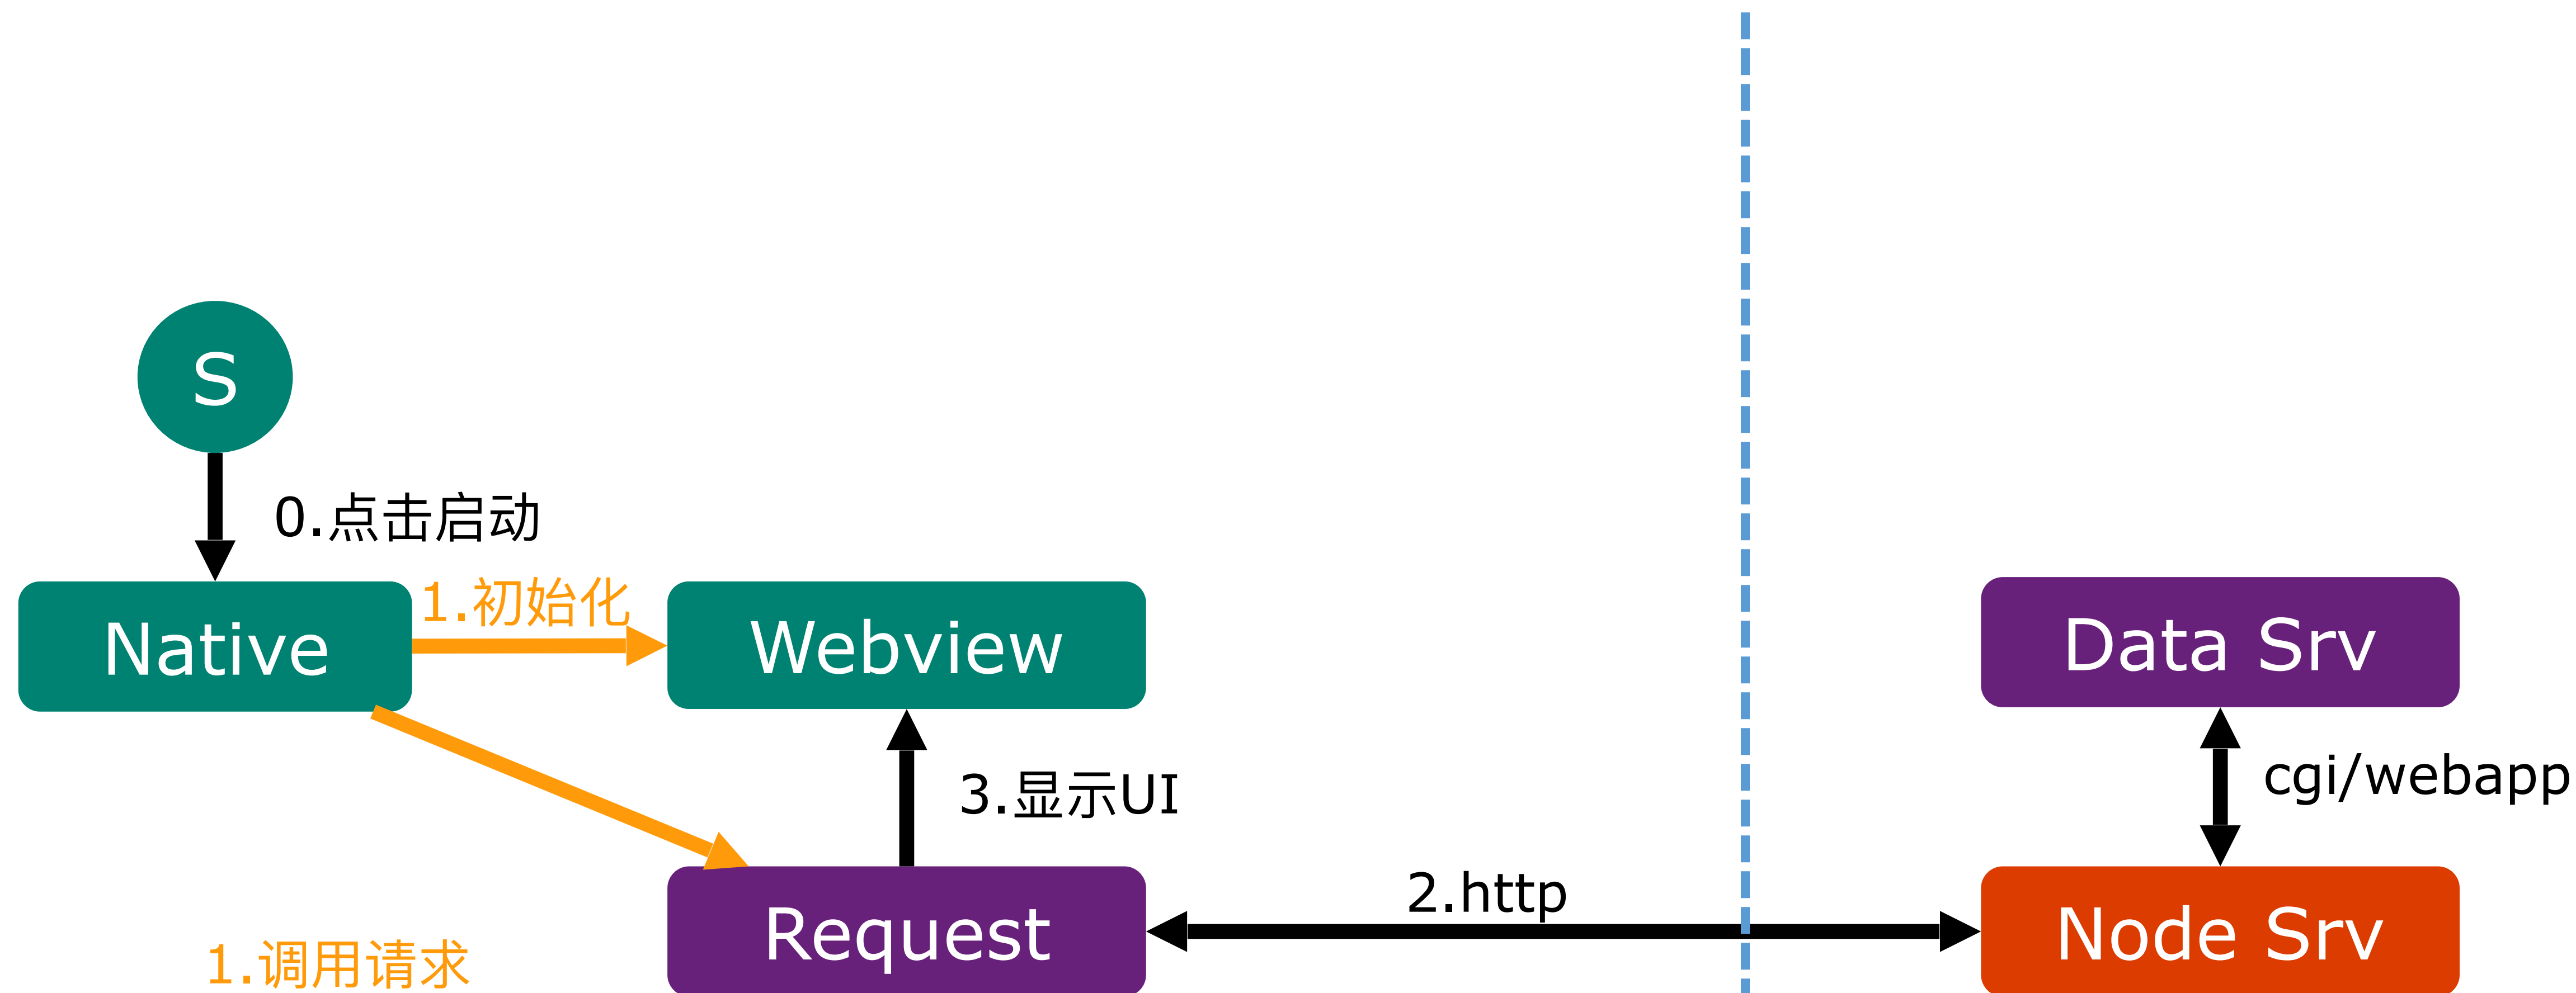 S
0.点击启动
1.初始化
Native
Webview
Data Srv
3.显示UI
cgi/webapp
2.http
Request
Node Srv
1.调用请求